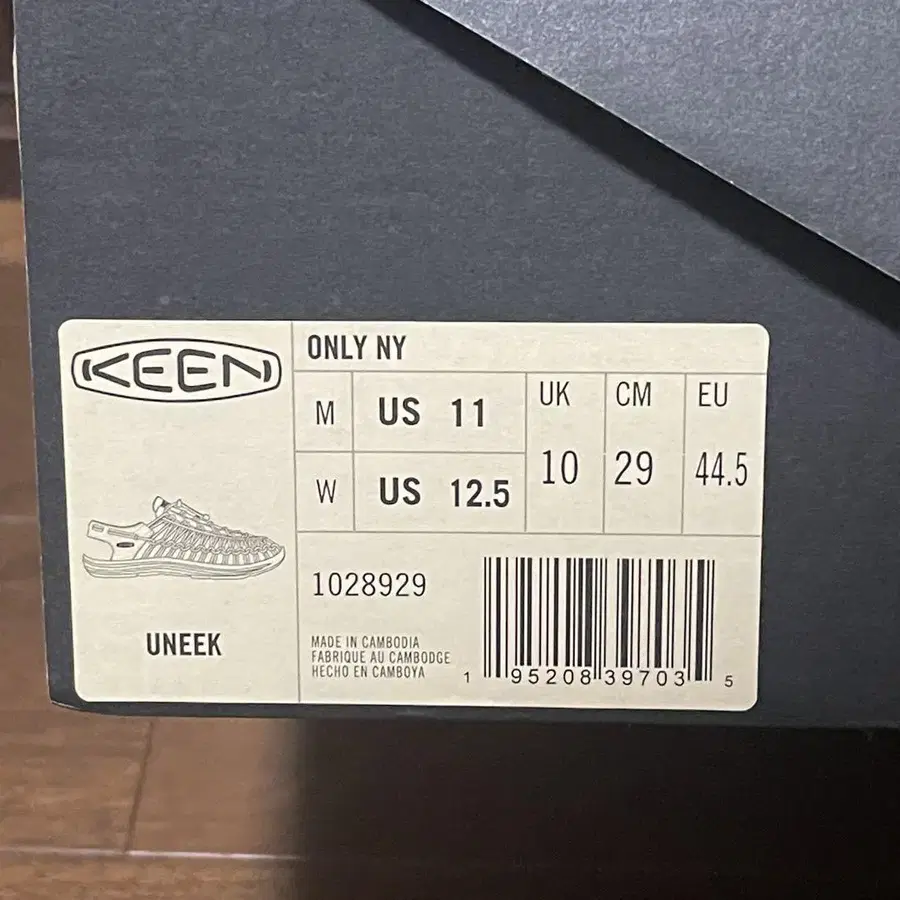 KEEN
UNEEK
ONLY NY
M US 11
W US 12.5
UK
10
CM
29
EU
44.5
1028929
MADE IN CAMBODIA
FABRIQUE AU CAMBODGE
HECHO EN CAMBOYA
1 95208 39703 5